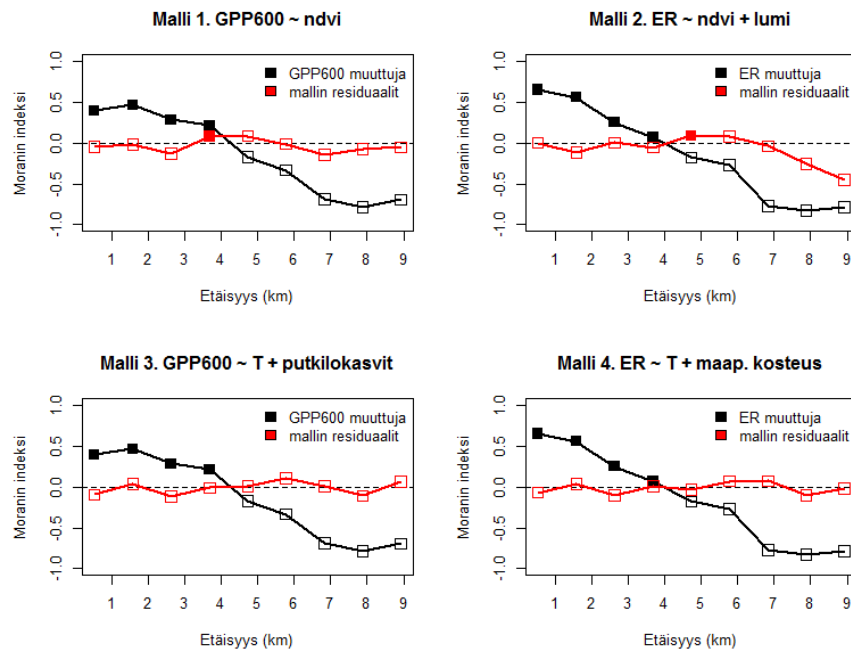 Malli 1. GPP600 ~ ndvi
Moranin indeksi
1.0
0.5
0.0
-0.5
-1.0
GPP600 muuttuja
mallin residuaalit
1 2 3 4 5 6 7 8 9
Etäisyys (km)
Malli 2. ER ~ ndvi + lumi
Moranin indeksi
1.0
0.5
0.0
-0.5
-1.0
ER muuttuja
mallin residuaalit
1 2 3 4 5 6 7 8 9
Etäisyys (km)
Malli 3. GPP600 ~ T + putkilokasvit
Moranin indeksi
1.0
0.5
0.0
-0.5
-1.0
GPP600 muuttuja
mallin residuaalit
1 2 3 4 5 6 7 8 9
Etäisyys (km)
Malli 4. ER ~ T + maap. kosteus
Moranin indeksi
1.0
0.5
0.0
-0.5
-1.0
ER muuttuja
mallin residuaalit
1 2 3 4 5 6 7 8 9
Etäisyys (km)